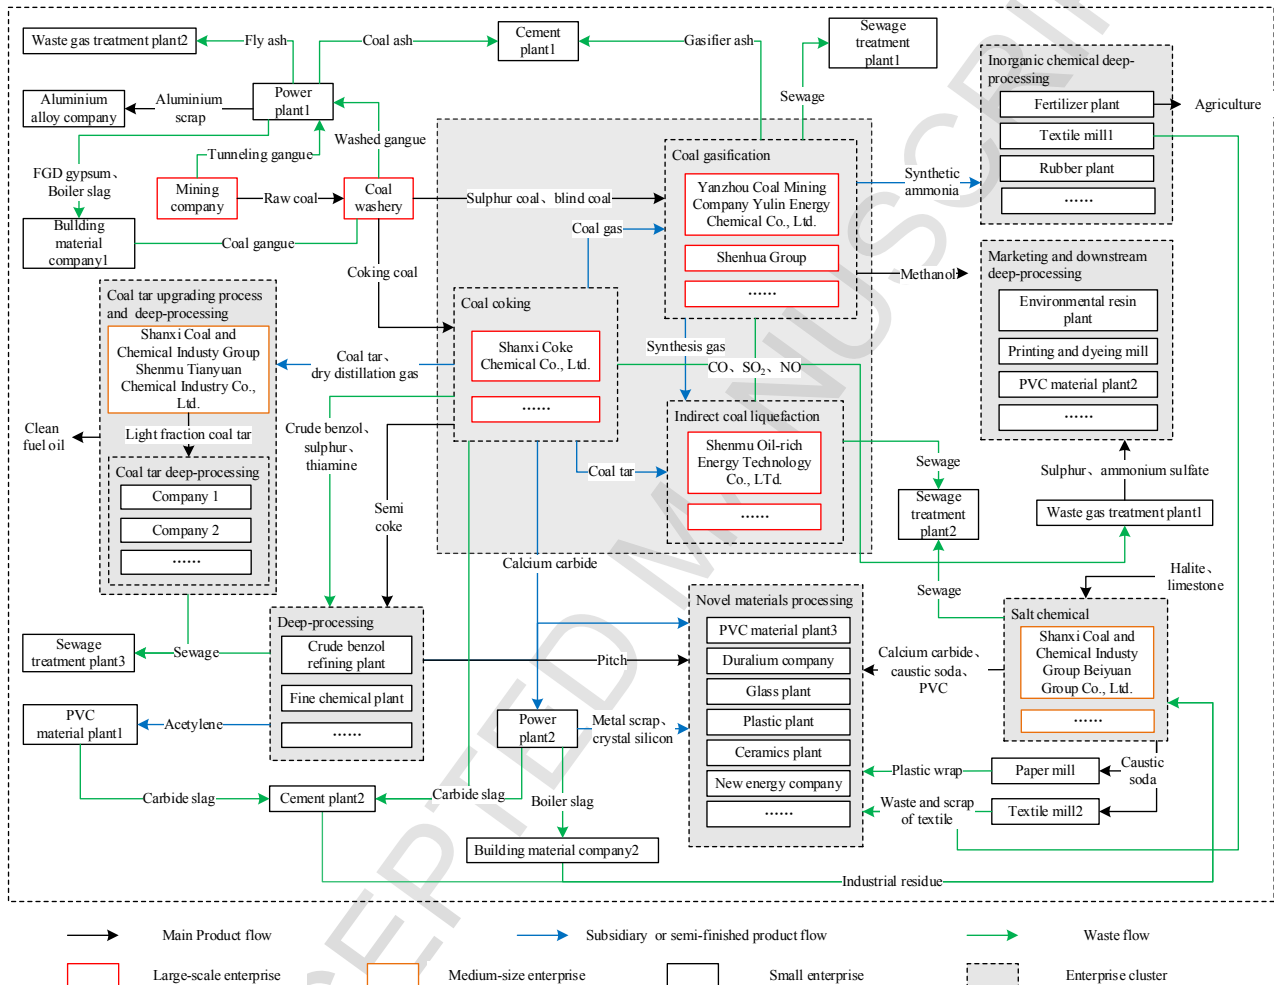 Waste gas treatment plant2
Fly ash
Coal ash
Cement
plant1
Gasifier ash
Sewage
treatment
plant1
Inorganic chemical deep-
processing
Fertilizer plant
Agriculture
Textile mill1
Rubber plant
······
Aluminium
alloy company
Aluminium
scrap
Power
plant1
Sewage
Washed gangue
Tunneling gangue
FGD gypsum、
Boiler slag
Mining
company
Raw coal
Coal
washery
Sulphur coal、blind coal
Coal gasification
Yanzhou Coal Mining
Company Yulin Energy
Chemical Co., Ltd.
Shenhua Group
······
Synthetic
ammonia
Building
material
company1
Coal gangue
Coal gas
Coking coal
Methanol
Marketing and downstream
deep-processing
Environmental resin
plant
Printing and dyeing mill
PVC material plant2
······
Coal tar upgrading process
and  deep-processing
Shanxi Coal and
Chemical Industy Group
Shenmu Tianyuan
Chemical Industry Co.,
Ltd.
Coal coking
Shanxi Coke
Chemical Co., Ltd.
······
Coal tar、
dry distillation gas
Synthesis gas
CO、SO₂、NO
Clean
fuel oil
Light fraction coal tar
Coal tar deep-processing
Company 1
Company 2
······
Crude benzol、
sulphur、
thiamine
Semi
coke
Coal tar
Indirect coal liquefaction
Shenmu Oil-rich
Energy Technology
Co., LTd.
······
Sewage
Sewage
treatment
plant2
Sulphur、ammonium sulfate
Waste gas treatment plant1
Calcium carbide
Sewage
Halite、
limestone
Sewage
treatment plant3
Sewage
Deep-processing
Crude benzol
refining plant
Fine chemical plant
······
Pitch
Novel materials processing
PVC material plant3
Duralium company
Glass plant
Plastic plant
Ceramics plant
New energy company
······
Calcium carbide、
caustic soda、
PVC
Salt chemical
Shanxi Coal and
Chemical Industy
Group Beiyuan
Group Co., Ltd.
······
PVC
material plant1
Acetylene
Power
plant2
Metal scrap、
crystal silicon
Carbide slag
Cement plant2
Carbide slag
Boiler slag
Plastic wrap
Paper mill
Caustic
soda
Waste and scrap
of textile
Textile mill2
Building material company2
Industrial residue
Main Product flow
Subsidiary  or semi-finished product flow
Waste flow
Large-scale enterprise
Medium-size enterprise
Small enterprise
Enterprise cluster